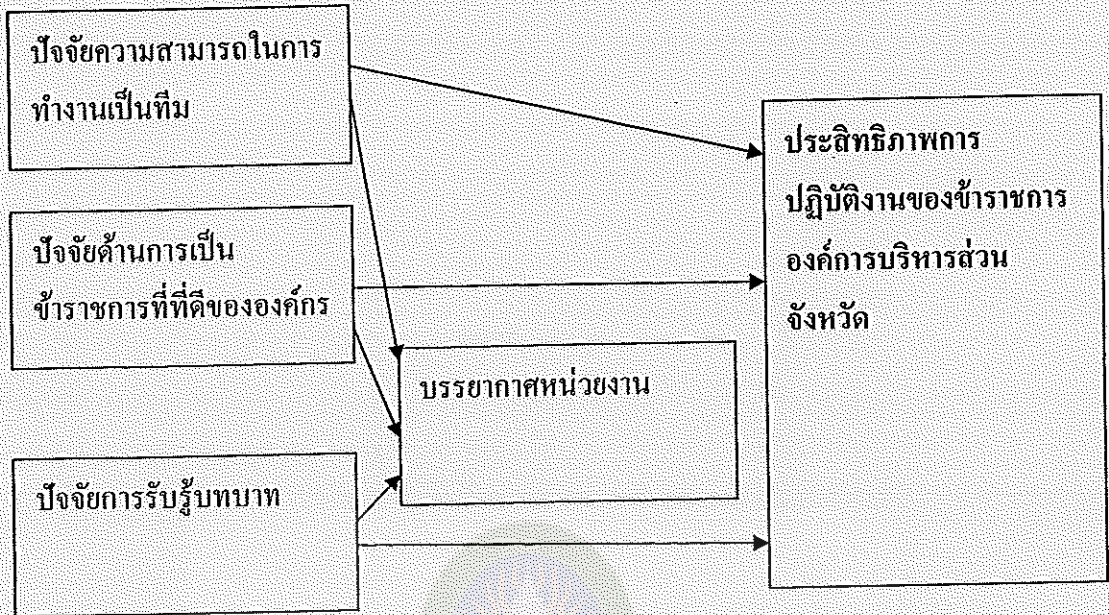 ปัจจัยความสามารถในการ
ทำงานเป็นทีม
ปัจจัยด้านการเป็น
ข้าราชการที่ที่ดีขององค์กร
ปัจจัยการรับรู้บทบาท
บรรยากาศหน่วยงาน
ประสิทธิภาพการ
ปฏิบัติงานของข้าราชการ
องค์การบริหารส่วน
จังหวัด